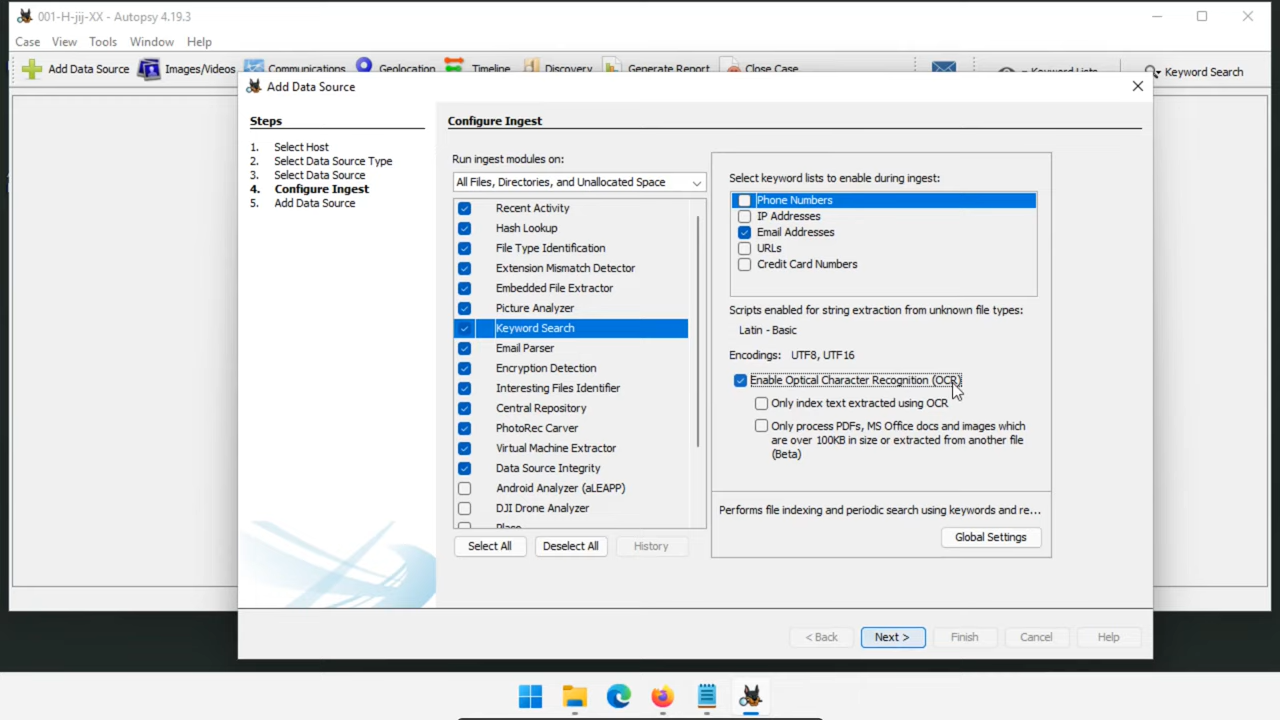 001-H-jij-XX - Autopsy 4.19.3
Case View Tools Window Help
Add Data Source Images/Videos Communications Geolocation Timeline Discovery Generate Report Close Case Keyword Lists Keyword Search
Add Data Source
Steps
1. Select Host
2. Select Data Source Type
3. Select Data Source
4. Configure Ingest
5. Add Data Source
Configure Ingest
Run ingest modules on:
All Files, Directories, and Unallocated Space
Recent Activity
Hash Lookup
File Type Identification
Extension Mismatch Detector
Embedded File Extractor
Picture Analyzer
Keyword Search
Email Parser
Encryption Detection
Interesting Files Identifier
Central Repository
PhotoRec Carver
Virtual Machine Extractor
Data Source Integrity
Android Analyzer (aLEAPP)
DJI Drone Analyzer
Select All Deselect All History
Select keyword lists to enable during ingest:
Phone Numbers
IP Addresses
Email Addresses
URLs
Credit Card Numbers
Scripts enabled for string extraction from unknown file types:
Latin - Basic
Encodings: UTF8, UTF16
Enable Optical Character Recognition (OCR)
Only index text extracted using OCR
Only process PDFs, MS Office docs and images which
are over 100KB in size or extracted from another file
(Beta)
Performs file indexing and periodic search using keywords and re...
Global Settings
< Back Next > Finish Cancel Help